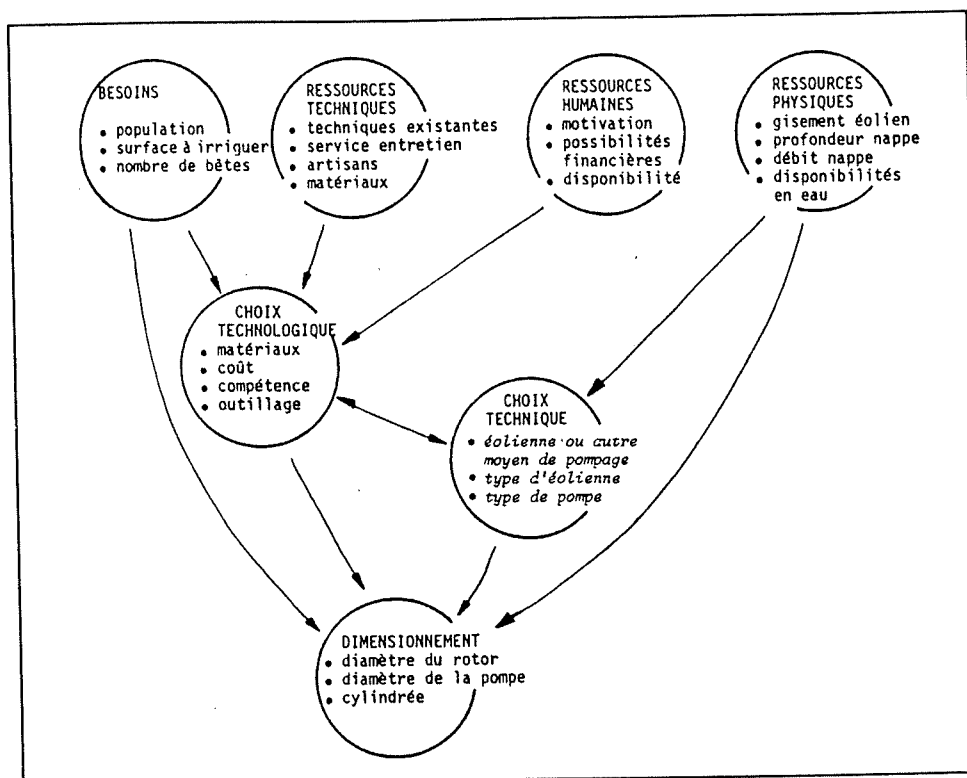 BESOINS
• population
• surface à irriguer
• nombre de bêtes
RESSOURCES
TECHNIQUES
• techniques existantes
• service entretien
• artisans
• matériaux
RESSOURCES
HUMAINES
• motivation
• possibilités
financières
• disponibilité
RESSOURCES
PHYSIQUES
• gisement éolien
• profondeur nappe
• débit nappe
• disponibilités
en eau
CHOIX
TECHNOLOGIQUE
• matériaux
• coût
• compétence
• outillage
CHOIX
TECHNIQUE
• éolienne ou autre
moyen de pompage
• type d'éolienne
• type de pompe
DIMENSIONNEMENT
• diamètre du rotor
• diamètre de la pompe
• cylindrée